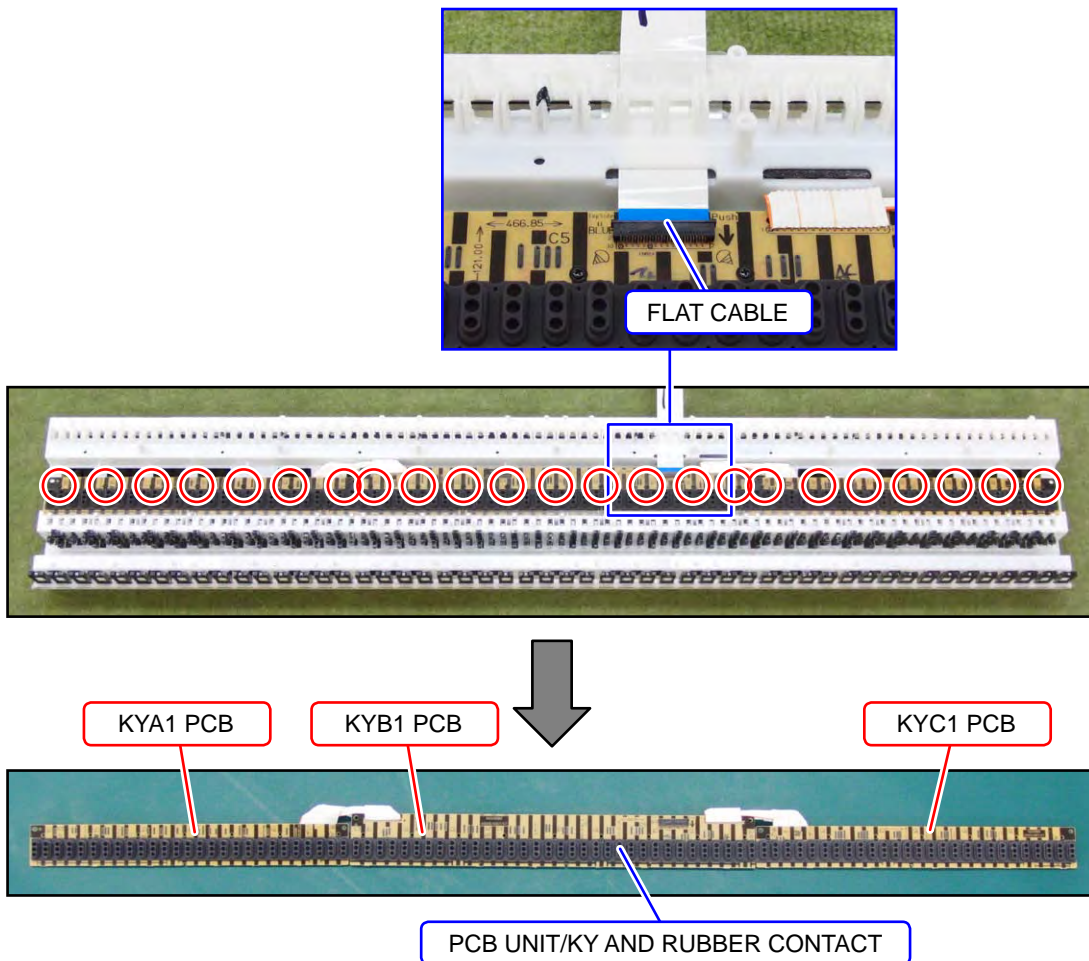 466.85
121.00
C5
BLUE
Push
FLAT CABLE
KYA1 PCB
KYB1 PCB
KYC1 PCB
PCB UNIT/KY AND RUBBER CONTACT